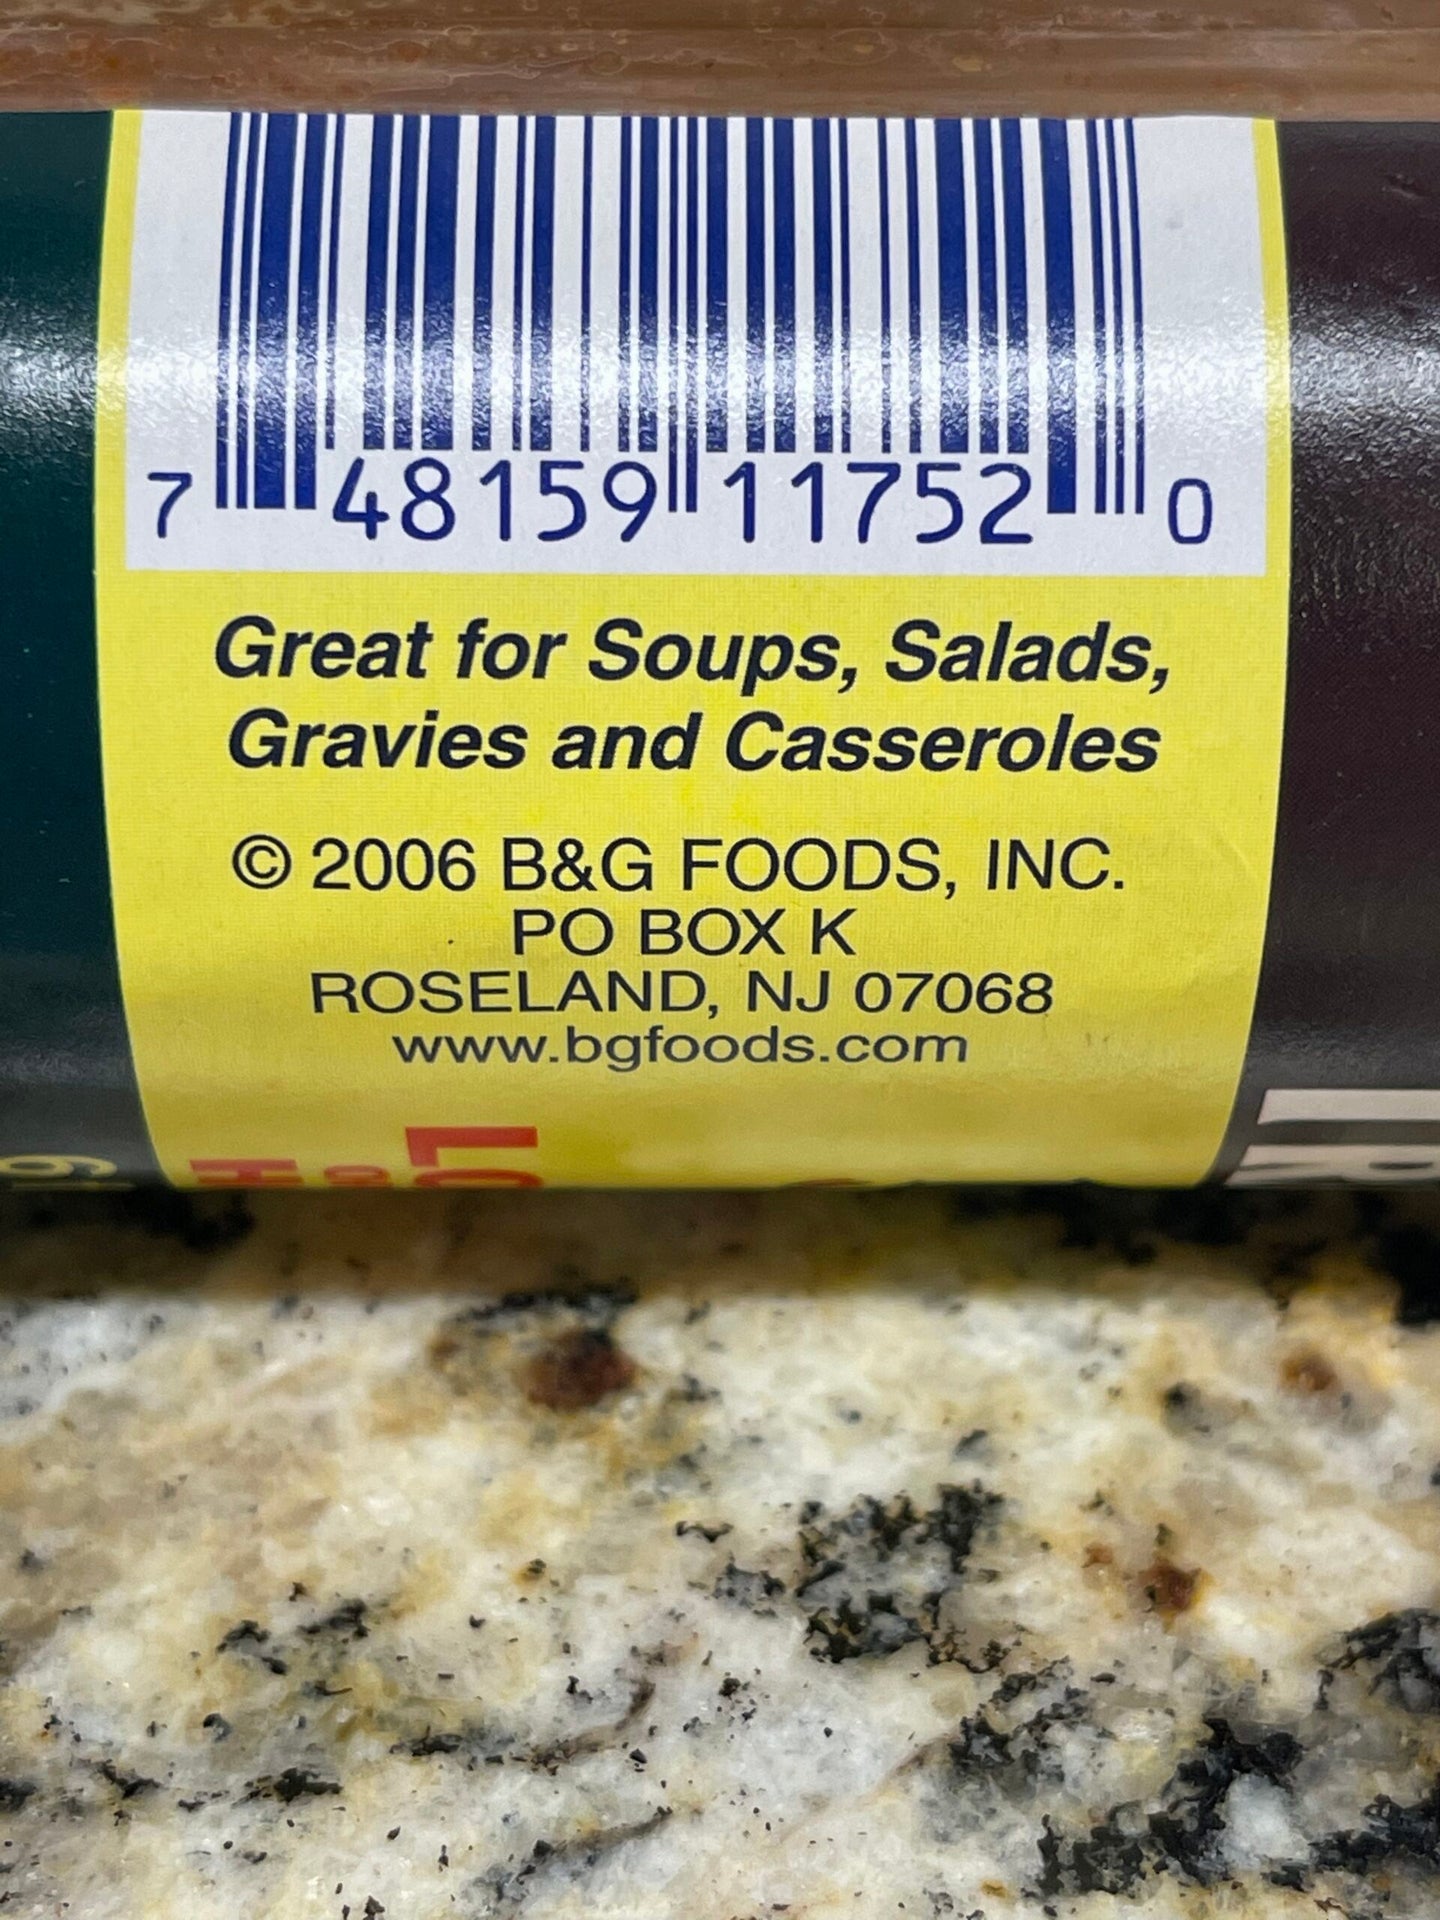 7 48159 11752 0
Great for Soups, Salads,
Gravies and Casseroles
© 2006 B&G FOODS, INC.
PO BOX K
ROSELAND, NJ 07068
www.bgfoods.com